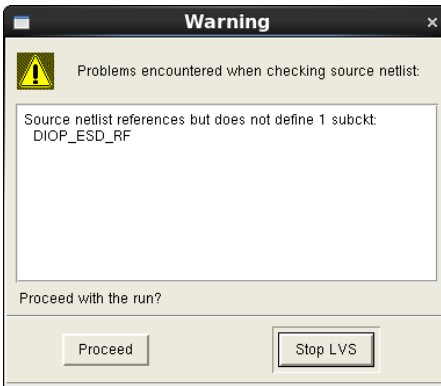 Warning
Problems encountered when checking source netlist:
Source netlist references but does not define 1 subckt:
DIOP_ESD_RF
Proceed with the run?
Proceed
Stop LVS